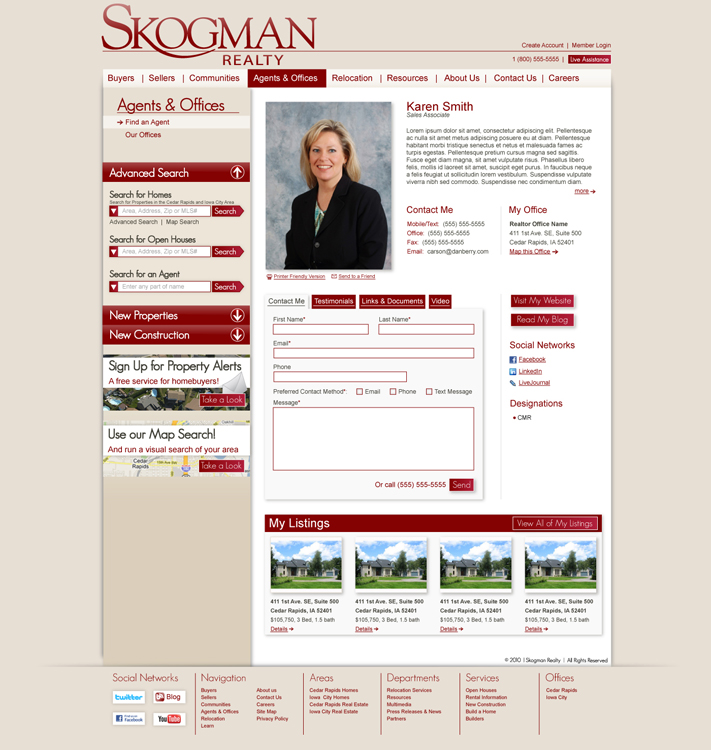 SKOGMAN
REALTY
Create Account | Member Login
1 (800) 555-5555 | Live Assistance
Buyers | Sellers | Communities Agents & Offices Relocation | Resources | About Us | Contact Us | Careers
Agents & Offices
Find an Agent
Our Offices
Advanced Search
Search for Homes
Search for Properties in the Cedar Rapids and Iowa City Area
Area, Address, Zip or MLS# Search
Advanced Search | Map Search
Search for Open Houses
Area, Address, Zip or MLS# Search
Search for an Agent
Enter any part of name Search
New Properties
New Construction
Sign Up for Property Alerts
A free service for homebuyers!
Take a Look
Use our Map Search!
And run a visual search of your area
Cedar
Rapids
Take a Look
Karen Smith
Sales Associate
Lorem ipsum dolor sit amet, consectetur adipiscing elit. Pellentesque
ac nulla sit amet metus adipiscing posuere eu at diam. Pellentesque
habitant morbi tristique senectus et netus et malesuada fames ac
turpis egestas. Pellentesque pretium cursus magna sed sagittis.
Fusce eget diam magna, sit amet vulputate risus. Phasellus libero
felis, mollis id laoreet sit amet, suscipit eget purus. In faucibus neque
a felis feugiat ut sollicitudin orci laoreet. Vestibulum suspendisse vulputate
viverra nibh sed commodo. Suspendisse nec condimentum diam.
more
Contact Me
Mobile/Text: (555) 555-5555
Office: (555) 555-5555
Fax: (555) 555-5555
Email: carson@danberry.com
My Office
Realtor Office Name
411 1st Ave. SE, Suite 500
Cedar Rapids, IA 52401
Map this Office
Printer Friendly Version Send to a Friend
Contact Me Testimonials Links & Documents Video
First Name* Last Name*
Email*
Phone
Preferred Contact Method*: Email Phone Text Message
Message*
Or call (555) 555-5555 Send
Visit My Website
Read My Blog
Social Networks
Facebook
LinkedIn
LiveJournal
Designations
CMR
My Listings View All of My Listings
411 1st Ave. SE, Suite 500 411 1st Ave. SE, Suite 500 411 1st Ave. SE, Suite 500 411 1st Ave. SE, Suite 500
Cedar Rapids, IA 52401 Cedar Rapids, IA 52401 Cedar Rapids, IA 52401 Cedar Rapids, IA 52401
$105,750, 3 Bed, 1.5 bath $105,750, 3 Bed, 1.5 bath $105,750, 3 Bed, 1.5 bath $105,750, 3 Bed, 1.5 bath
Details Details Details Details
© 2010 | Skogman Realty | All Rights Reserved
Social Networks
twitter Blog
Facebook YouTube
Navigation
Buyers
Sellers
Communities
Agents & Offices
Relocation
Learn
About us
Contact Us
Careers
Site Map
Privacy Policy
Areas
Cedar Rapids Homes
Iowa City Homes
Cedar Rapids Real Estate
Iowa City Real Estate
Departments
Relocation Services
Resources
Multimedia
Press Releases & News
Partners
Services
Open Houses
Rental Information
New Construction
Build a Home
Builders
Offices
Cedar Rapids
Iowa City